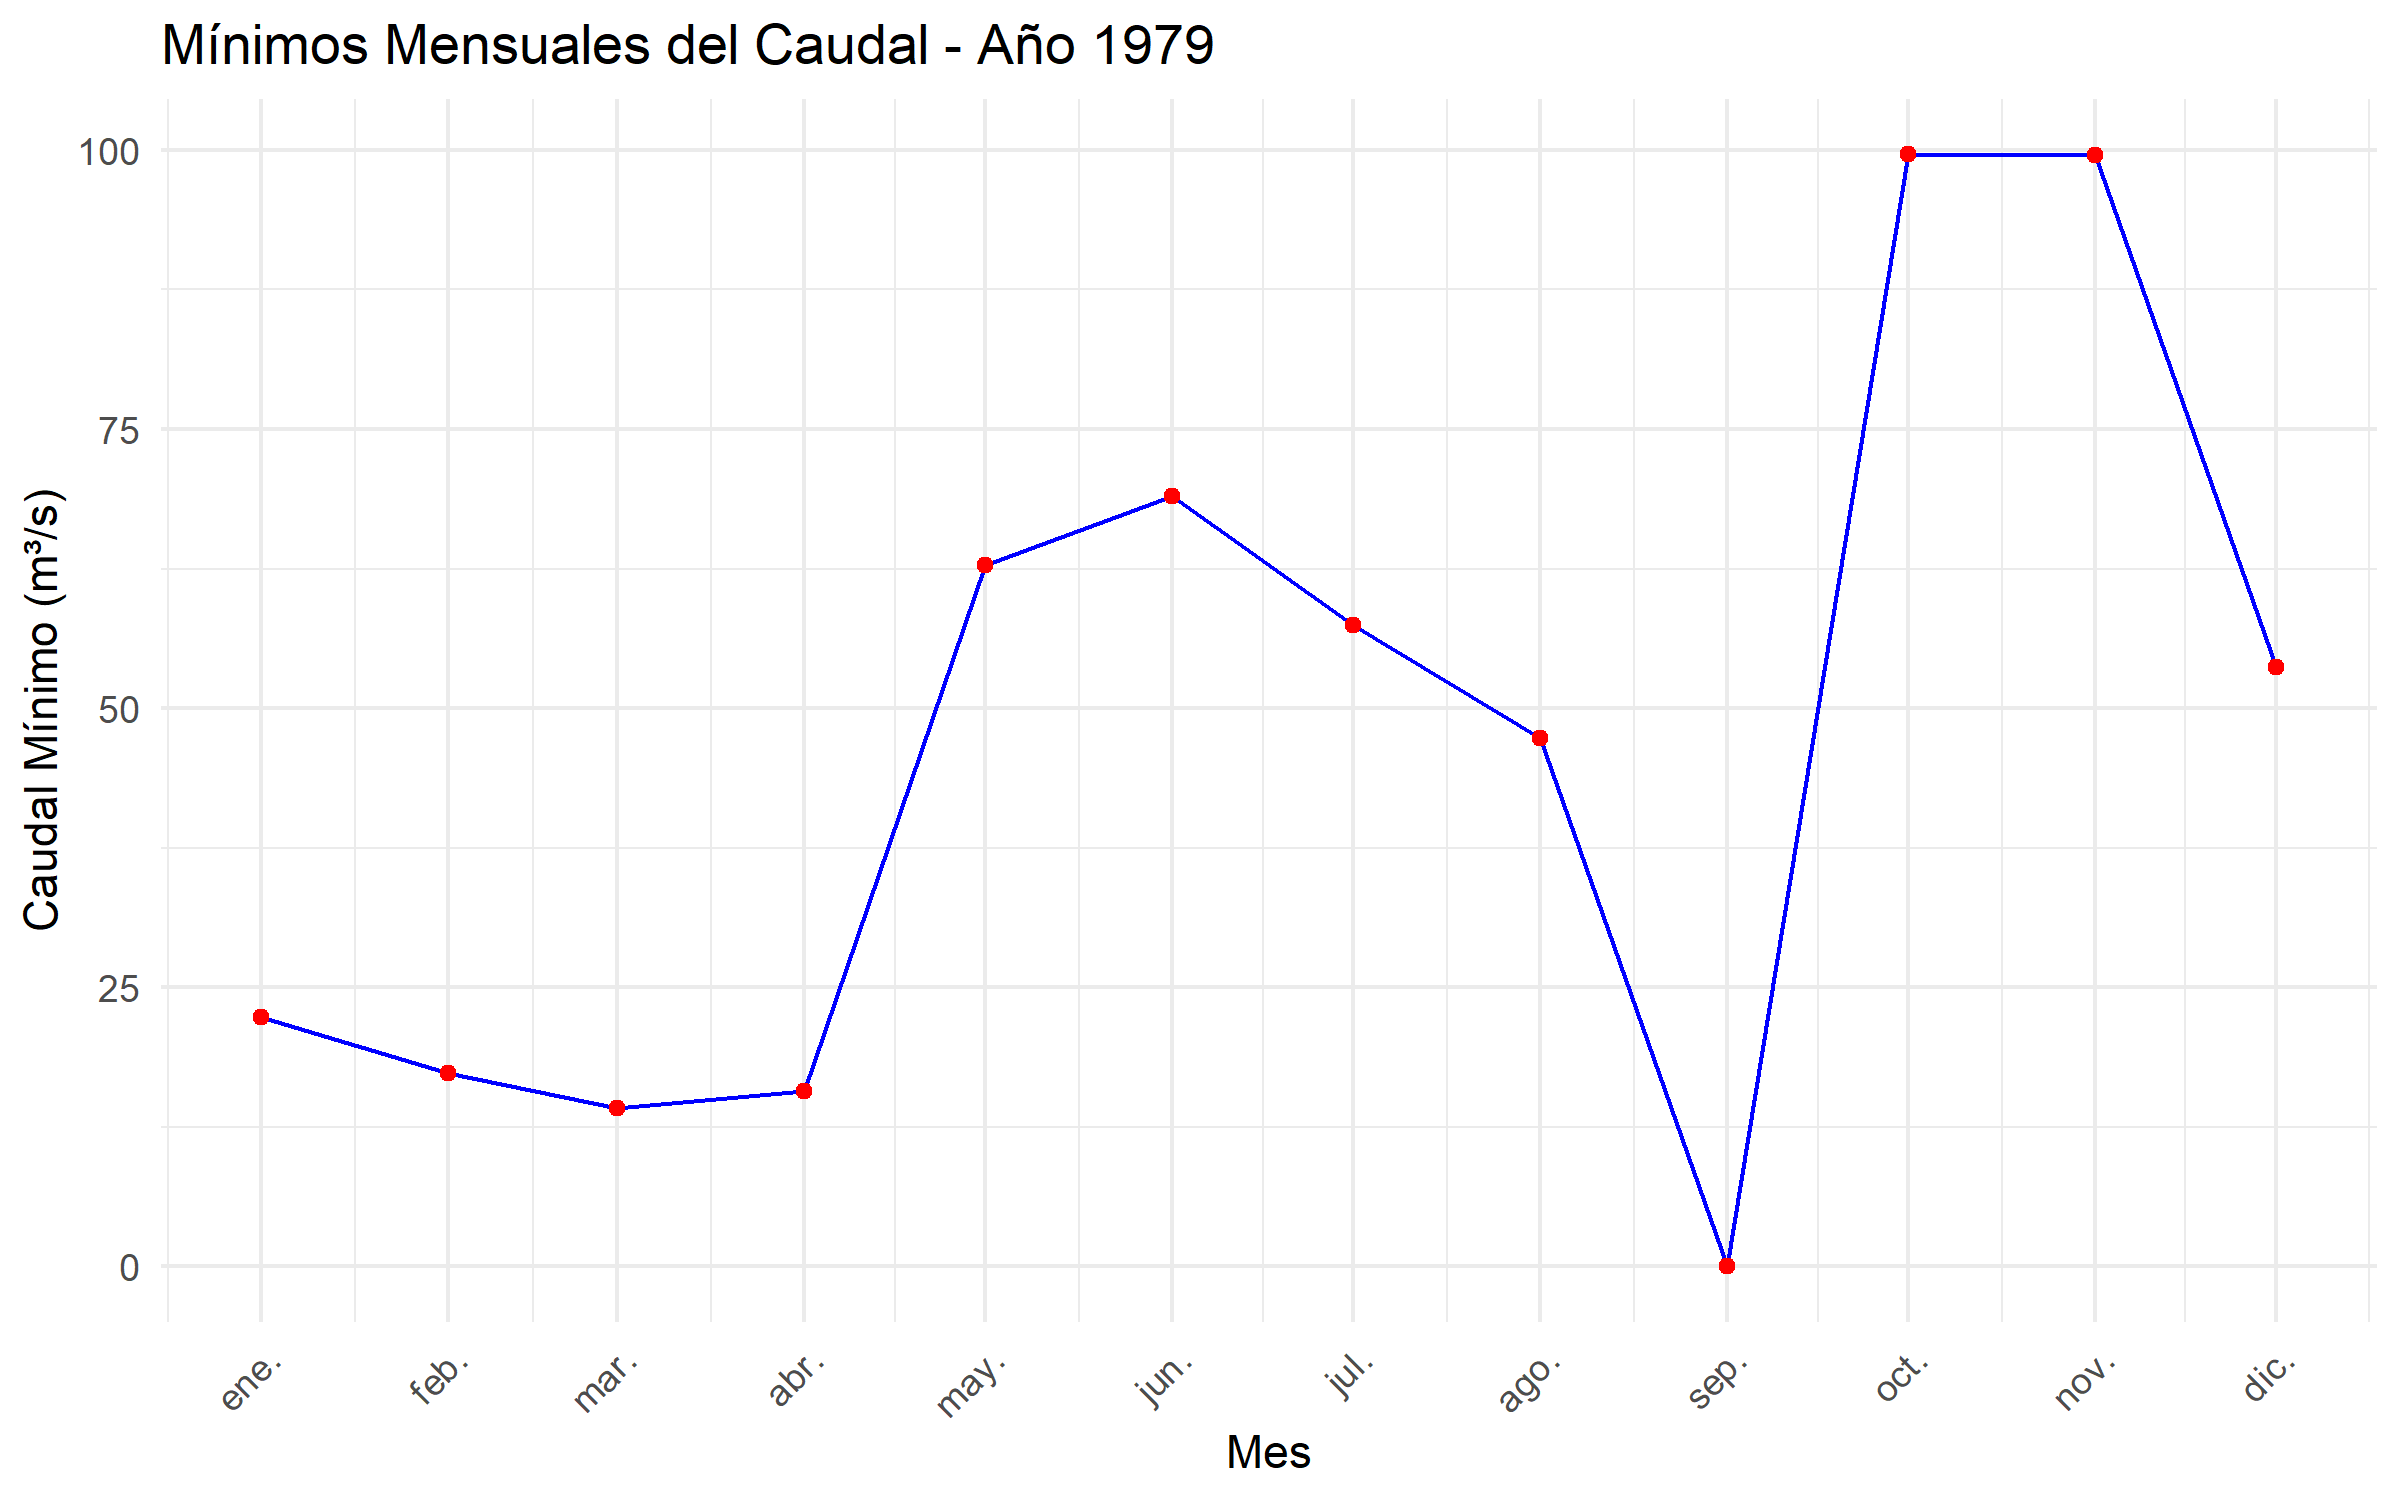 Mínimos Mensuales del Caudal - Año 1979
Caudal Mínimo (m³/s)
100
75
50
25
0
ene.
feb.
mar.
abr.
may.
jun.
jul.
ago.
sep.
oct.
nov.
dic.
Mes